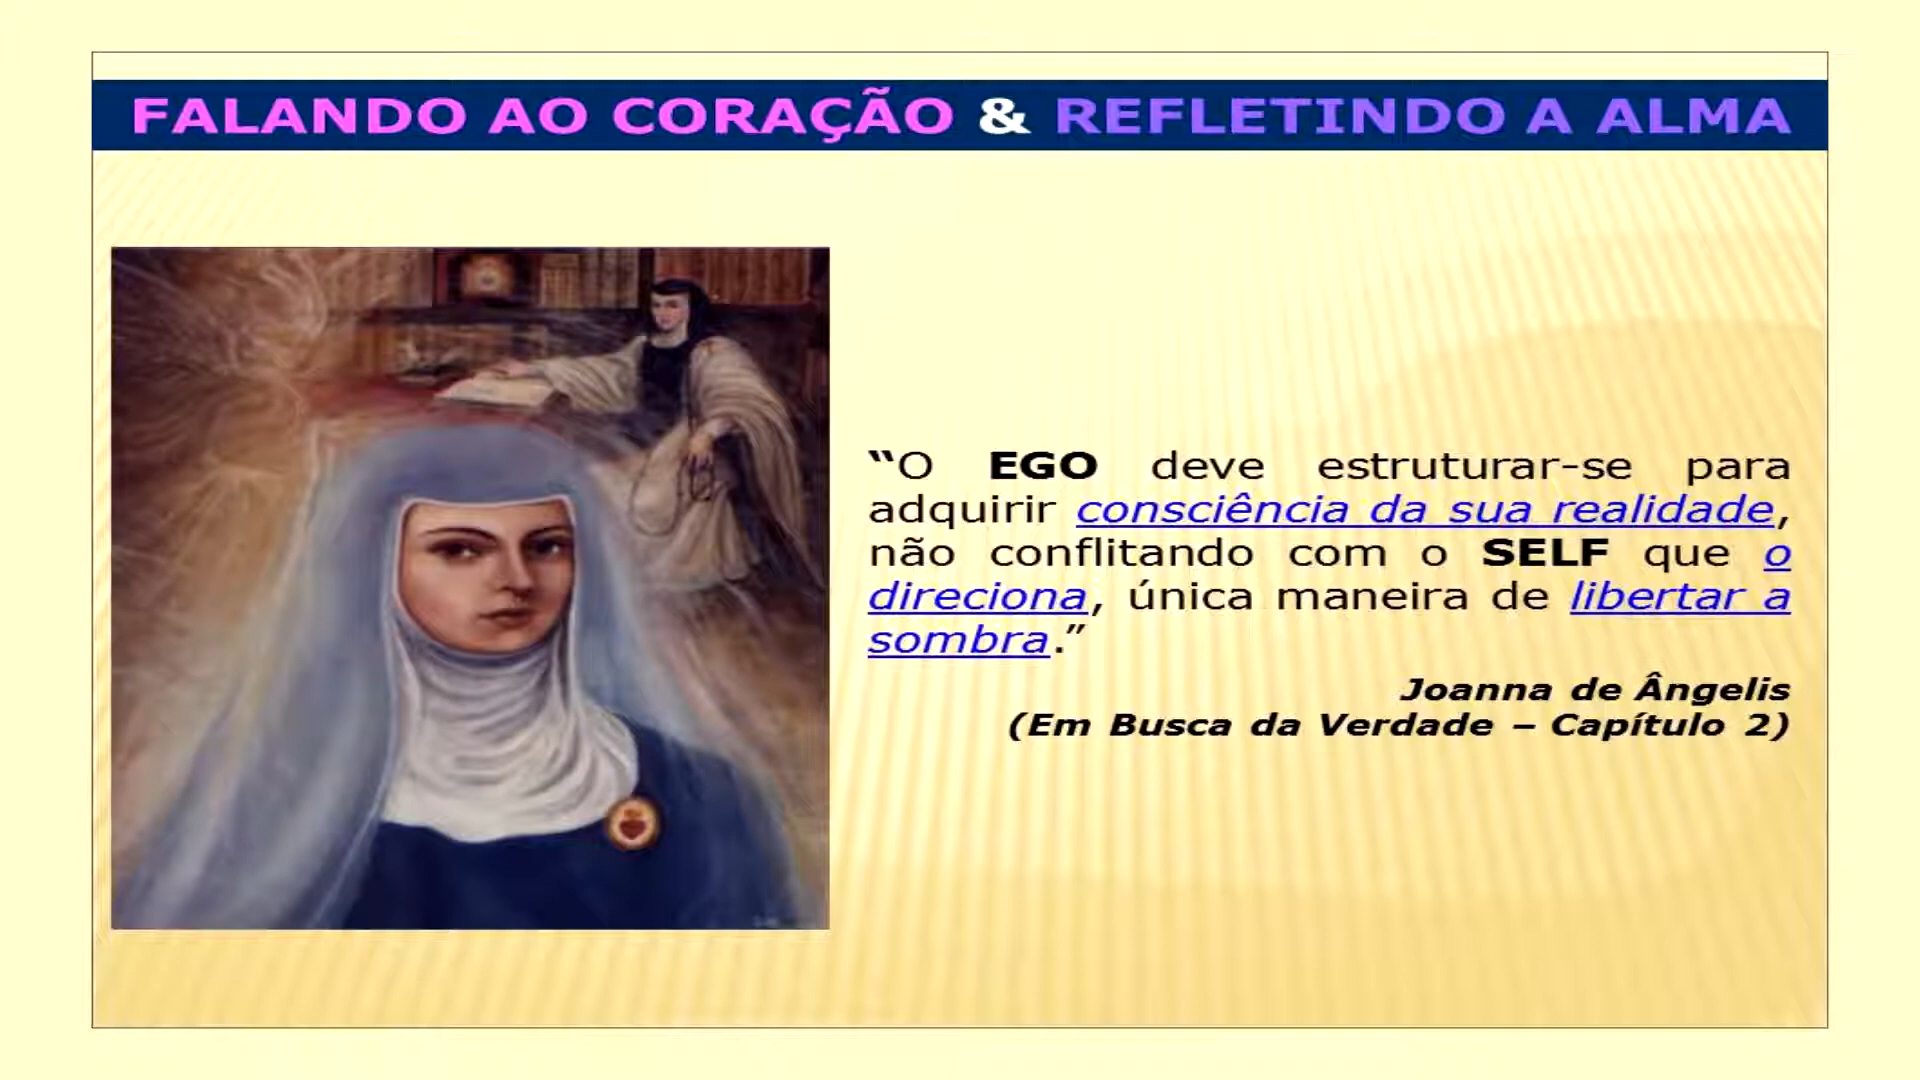 FALANDO AO CORAÇÃO & REFLETINDO A ALMA
“O EGO deve estruturar-se para
adquirir consciência da sua realidade,
não conflitando com o SELF que o
direciona, única maneira de libertar a
sombra.”
Joanna de Ângelis
(Em Busca da Verdade – Capítulo 2)